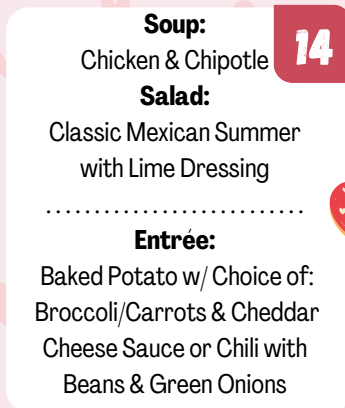 Soup:
Chicken & Chipotle
14
Salad:
Classic Mexican Summer
with Lime Dressing
...........................
Entrée:
Baked Potato w/ Choice of:
Broccoli/Carrots & Cheddar
Cheese Sauce or Chili with
Beans & Green Onions